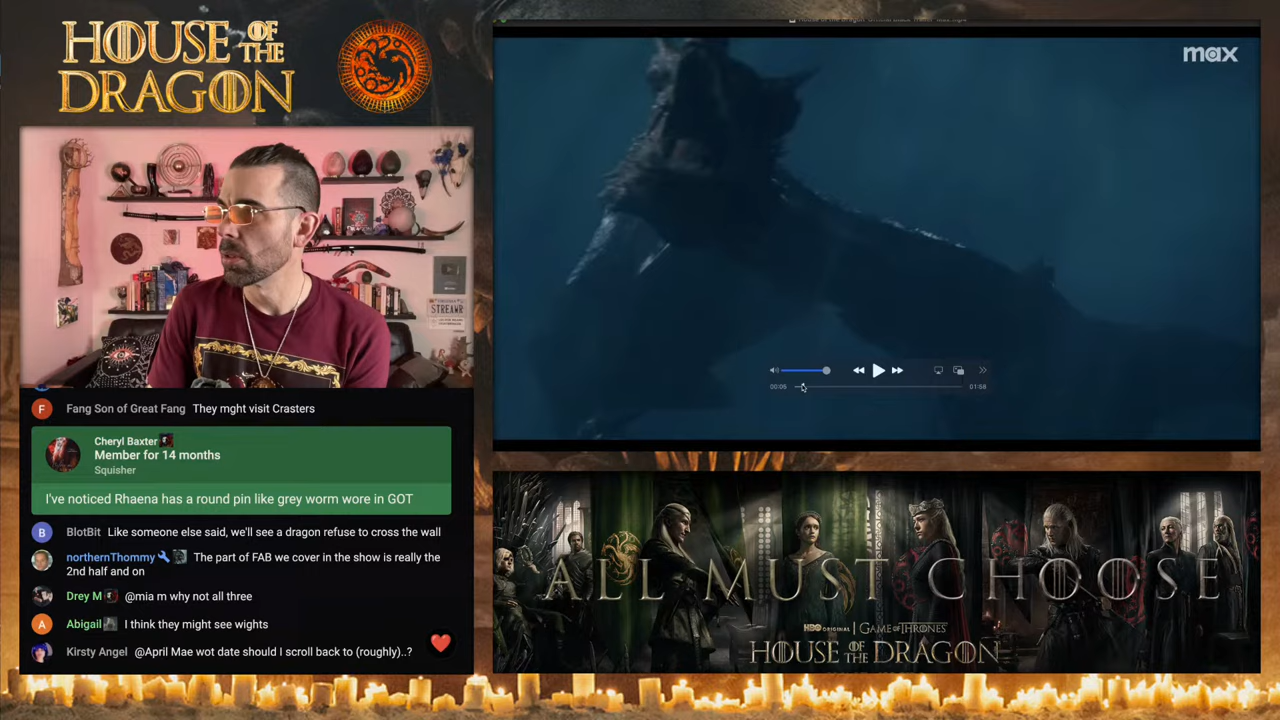 HOUSE
OF
THE
DRAGON
max
STREAWR
00:05
01:58
F
Fang Son of Great Fang They mght visit Crasters
Cheryl Baxter
Member for 14 months
Squisher
I've noticed Rhaena has a round pin like grey worm wore in GOT
B
BlotBit Like someone else said, we'll see a dragon refuse to cross the wall
northernThommy The part of FAB we cover in the show is really the
2nd half and on
Drey M @mia m why not all three
A
Abigail I think they might see wights
Kirsty Angel @April Mae wot date should I scroll back to (roughly)..?
ALL MUST CHOOSE
HBO ORIGINAL | GAME OF THRONES
HOUSE OF THE DRAGON